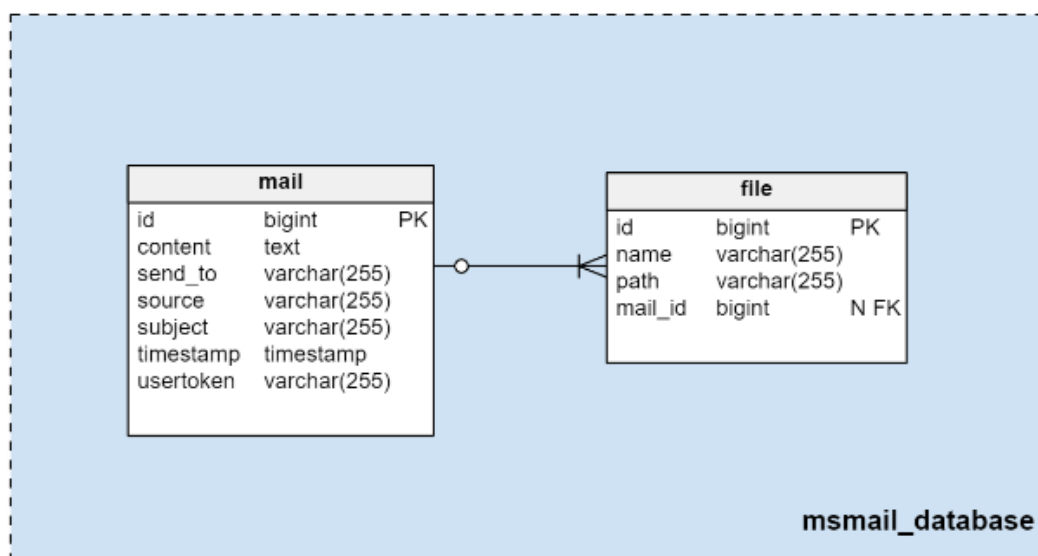 mail
id bigint PK
content text
send_to varchar(255)
source varchar(255)
subject varchar(255)
timestamp timestamp
usertoken varchar(255)
file
id bigint PK
name varchar(255)
path varchar(255)
mail_id bigint N FK
msmail_database